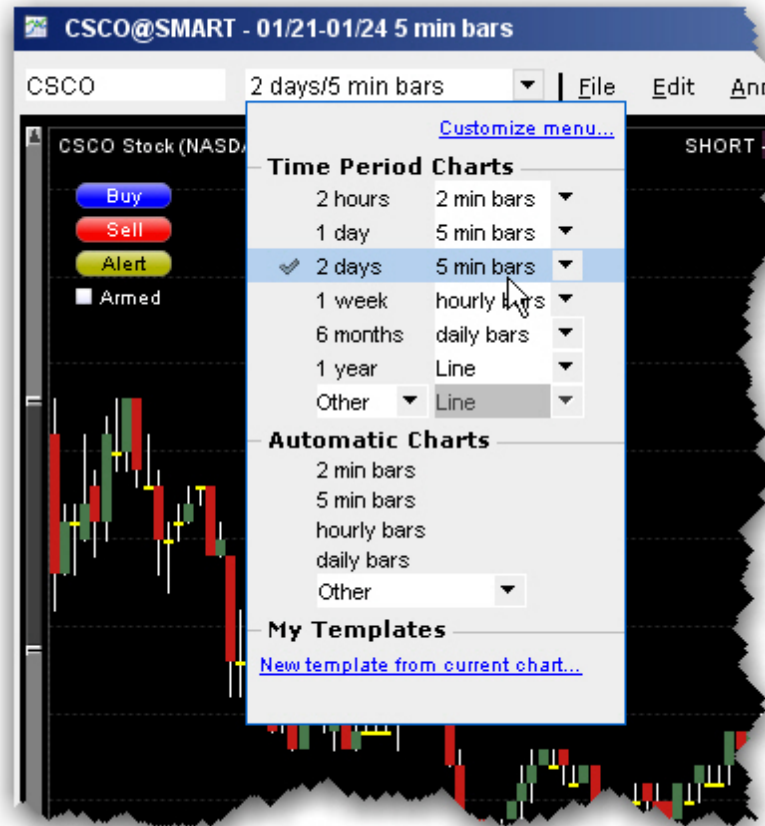 CSCO@SMART - 01/21-01/24 5 min bars
CSCO 2 days/5 min bars File Edit
Customize menu...
CSCO Stock (NASD SHORT
Time Period Charts
Buy
2 hours 2 min bars
Sell
1 day 5 min bars
Alert
2 days 5 min bars
Armed
1 week hourly bars
6 months daily bars
1 year Line
Other Line
Automatic Charts
2 min bars
5 min bars
hourly bars
daily bars
Other
My Templates
New template from current chart...